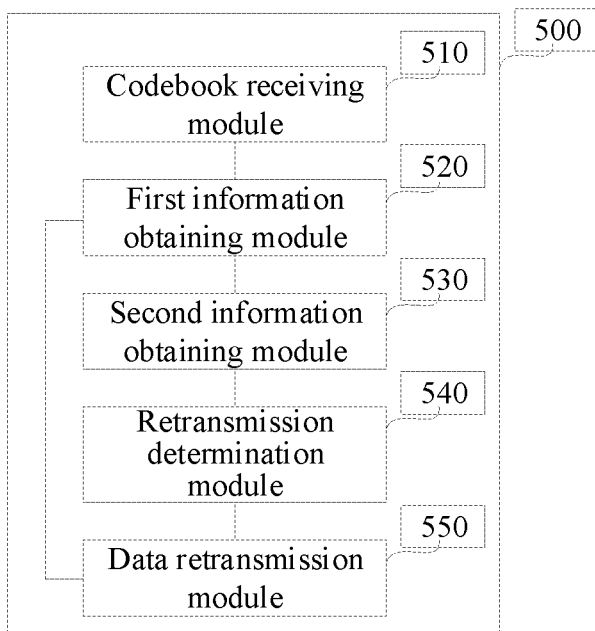 500
510
Codebook receiving
module
520
First information
obtaining module
530
Second information
obtaining module
540
Retransmission
determination
module
550
Data retransmission
module